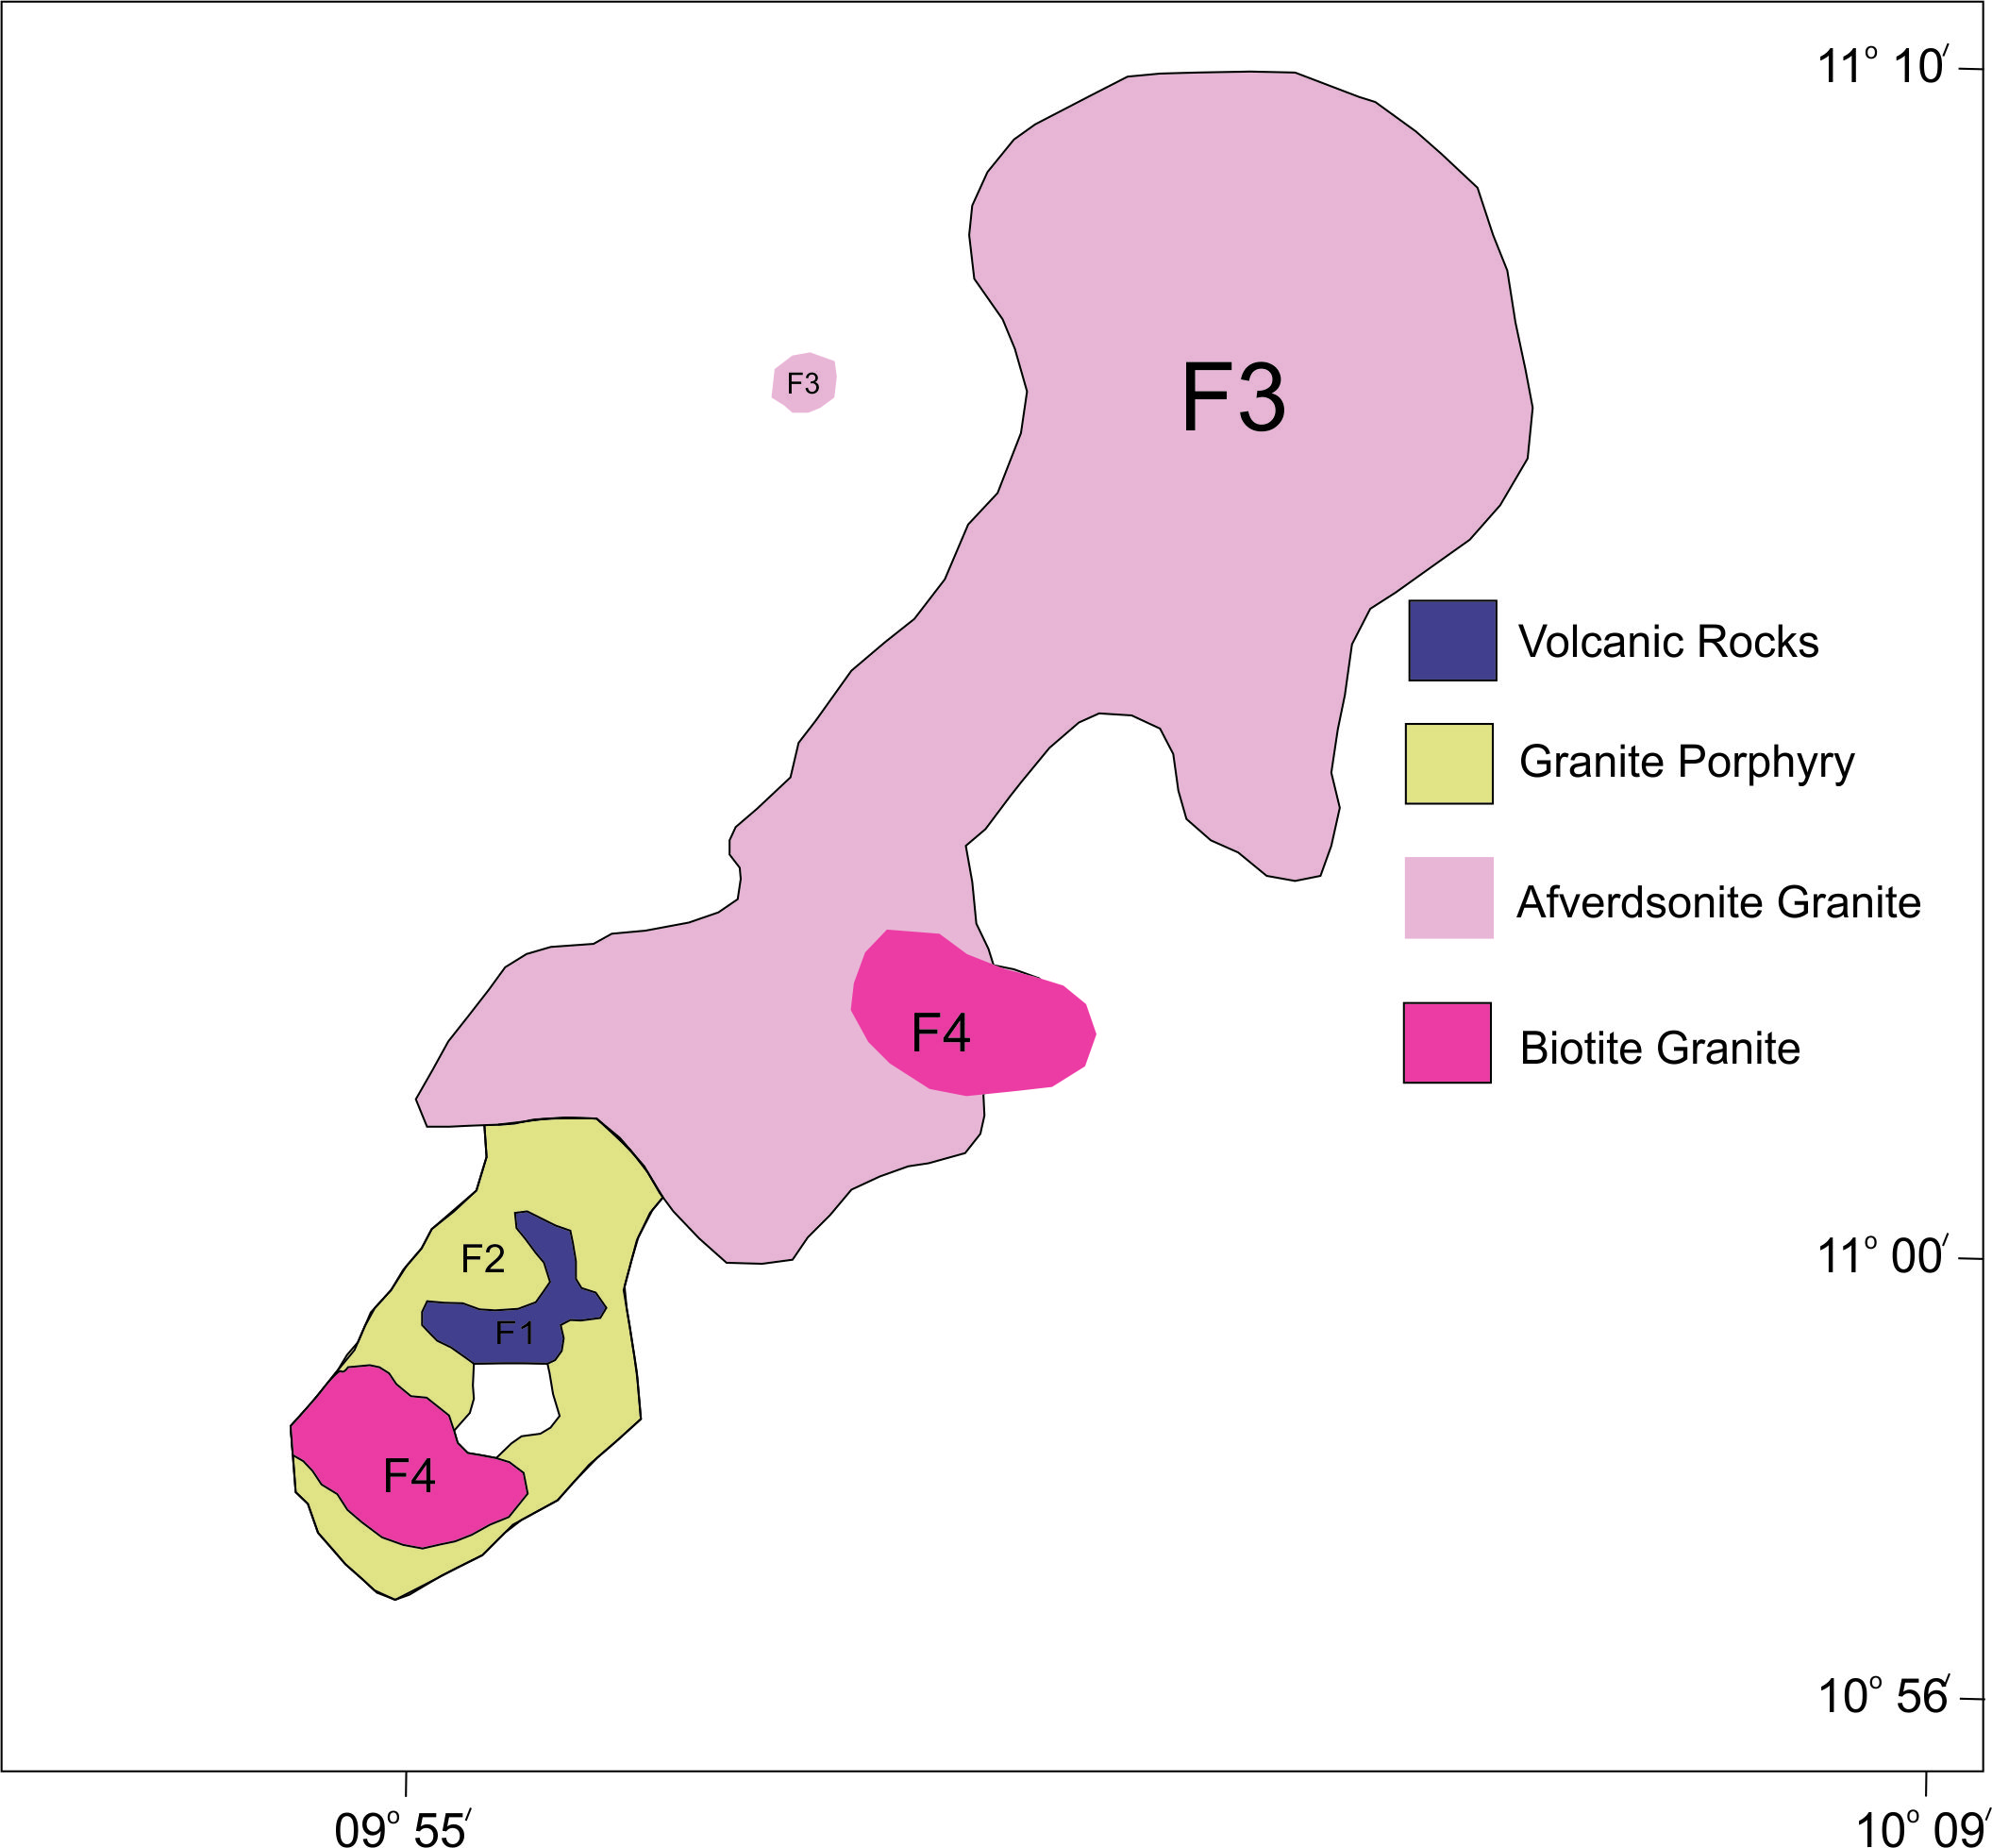 11° 10′
F3
F3
Volcanic Rocks
Granite Porphyry
Afverdsonite Granite
F4
Biotite Granite
F2
11° 00′
F1
F4
10° 56′
09° 55′
10° 09′